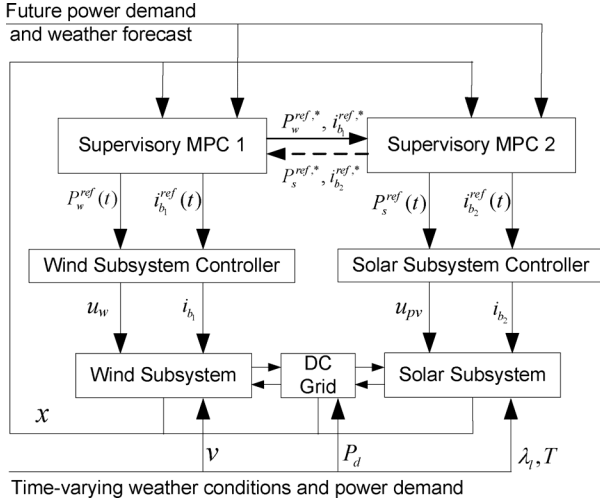 Future power demand
and weather forecast
P_w^{ref,*}, i_{b_1}^{ref,*}
Supervisory MPC 1
Supervisory MPC 2
P_s^{ref,*}, i_{b_2}^{ref,*}
P_w^{ref}(t)
i_{b_1}^{ref}(t)
P_s^{ref}(t)
i_{b_2}^{ref}(t)
Wind Subsystem Controller
Solar Subsystem Controller
u_w
i_{b_1}
u_{pv}
i_{b_2}
Wind Subsystem
DC
Grid
Solar Subsystem
x
v
P_d
λ_l, T
Time-varying weather conditions and power demand